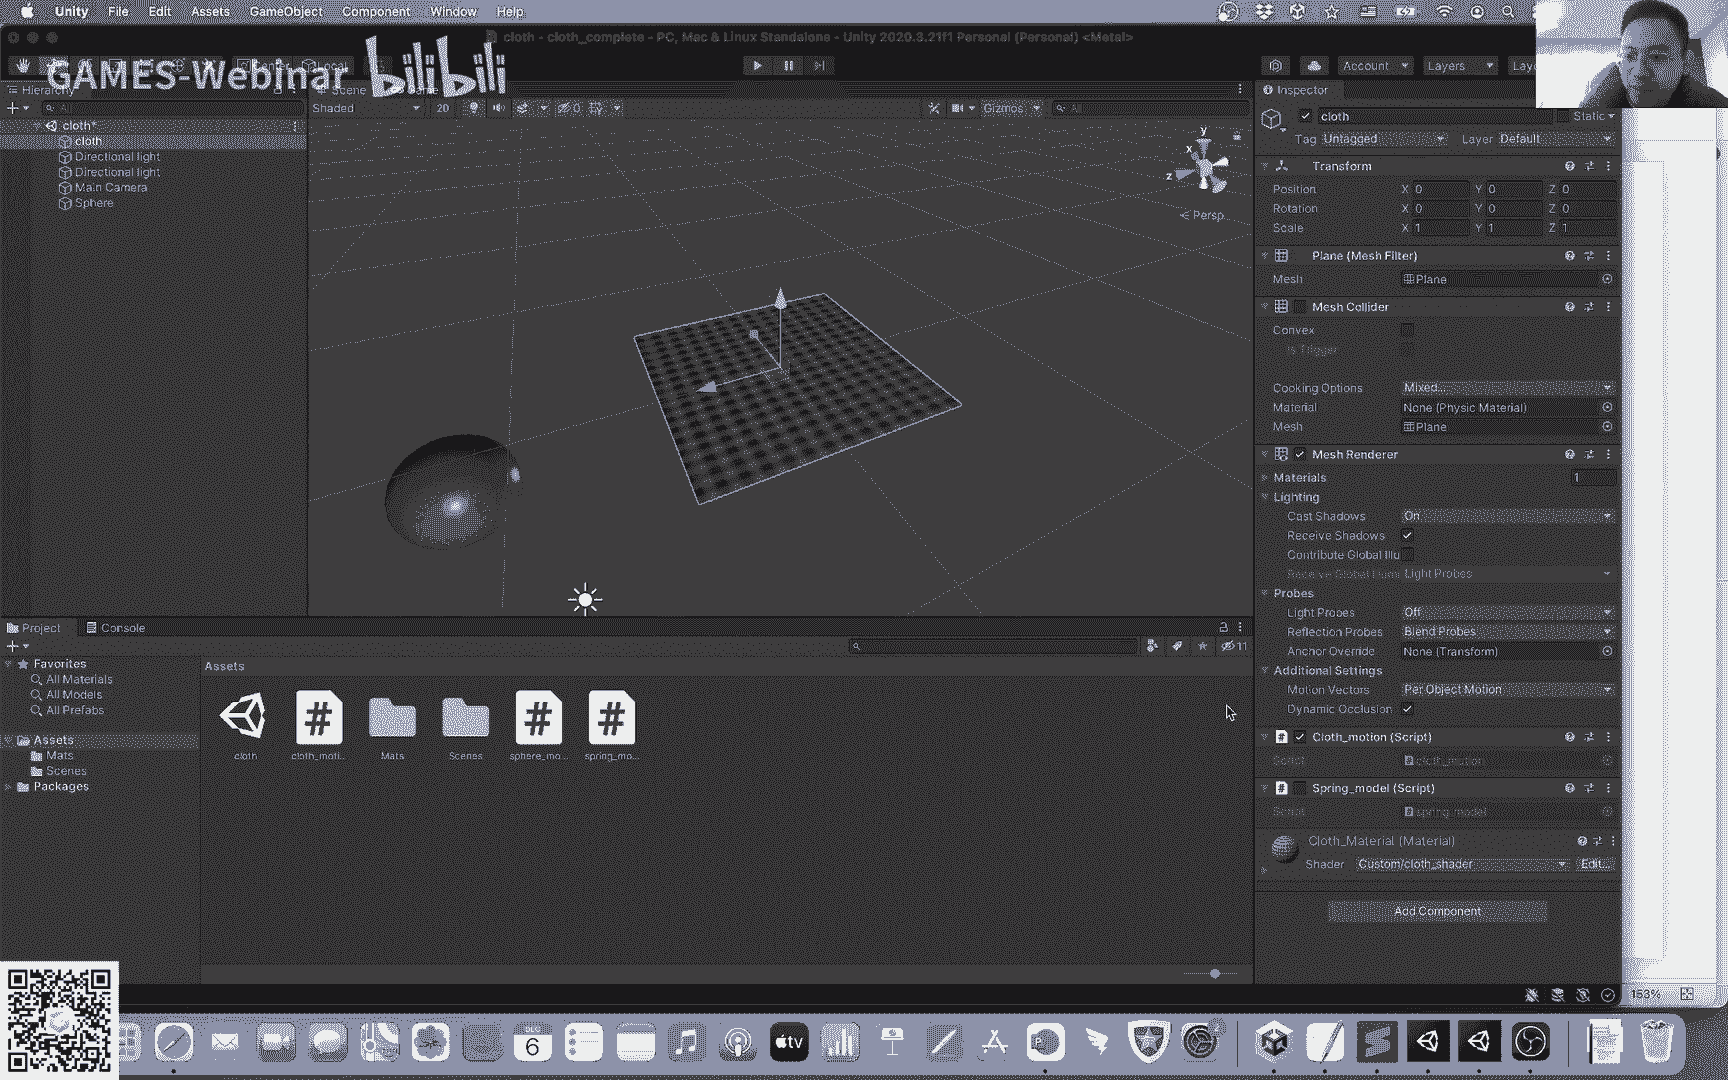 Unity File Edit Assets GameObject Component Window Help
cloth - cloth_complete - PC, Mac & Linux Standalone - Unity 2020.3.21f1 Personal (Personal) <Metal>
GAMES-Webinar bilibili
Local
Account
Layers
Hierarchy
All
cloth*
cloth
Directional light
Directional light
Main Camera
Sphere
Shaded
2D
0
Gizmos
All
y
x
z
< Persp
Inspector
cloth
Static
Tag Untagged
Layer Default
Transform
Position X 0 Y 0 Z 0
Rotation X 0 Y 0 Z 0
Scale X 1 Y 1 Z 1
Plane (Mesh Filter)
Mesh Plane
Mesh Collider
Convex
Is Trigger
Cooking Options Mixed...
Material None (Physic Material)
Mesh Plane
Mesh Renderer
Materials 1
Lighting
Cast Shadows On
Receive Shadows
Contribute Global Illu
Receive Global Illumi Light Probes
Probes
Light Probes Off
Reflection Probes Blend Probes
Anchor Override None (Transform)
Additional Settings
Motion Vectors Per Object Motion
Dynamic Occlusion
Cloth_motion (Script)
Script cloth_motion
Spring_model (Script)
Script spring_model
Cloth_Material (Material)
Shader Custom/cloth_shader Edit...
Add Component
Project Console
11
Favorites
All Materials
All Models
All Prefabs
Assets
Mats
Scenes
Packages
Assets
cloth
cloth_moti...
Mats
Scenes
sphere_mo...
spring_mo...
153%
DEC
6
tv